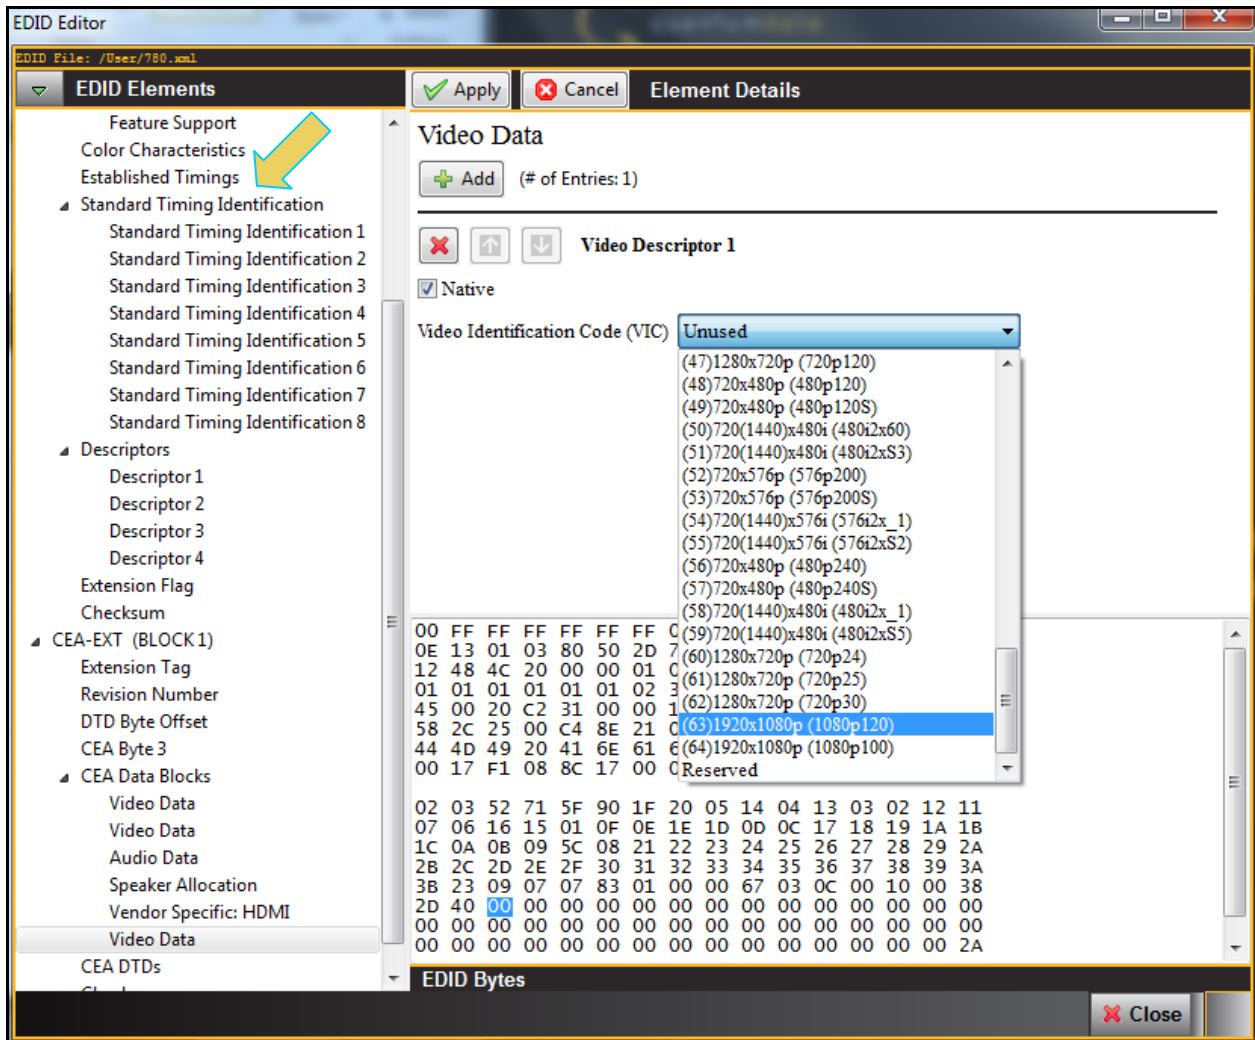 EDID Editor
EDID File: /User/780.xml
EDID Elements
Apply
Cancel
Element Details
Feature Support
Color Characteristics
Established Timings
Standard Timing Identification
Standard Timing Identification 1
Standard Timing Identification 2
Standard Timing Identification 3
Standard Timing Identification 4
Standard Timing Identification 5
Standard Timing Identification 6
Standard Timing Identification 7
Standard Timing Identification 8
Descriptors
Descriptor 1
Descriptor 2
Descriptor 3
Descriptor 4
Extension Flag
Checksum
CEA-EXT (BLOCK 1)
Extension Tag
Revision Number
DTD Byte Offset
CEA Byte 3
CEA Data Blocks
Video Data
Video Data
Audio Data
Speaker Allocation
Vendor Specific: HDMI
Video Data
CEA DTDs
Video Data
Add (# of Entries: 1)
Video Descriptor 1
Native
Video Identification Code (VIC) Unused
(47)1280x720p (720p120)
(48)720x480p (480p120)
(49)720x480p (480p120S)
(50)720(1440)x480i (480i2x60)
(51)720(1440)x480i (480i2xS3)
(52)720x576p (576p200)
(53)720x576p (576p200S)
(54)720(1440)x576i (576i2x_1)
(55)720(1440)x576i (576i2xS2)
(56)720x480p (480p240)
(57)720x480p (480p240S)
(58)720(1440)x480i (480i2x_1)
(59)720(1440)x480i (480i2xS5)
(60)1280x720p (720p24)
(61)1280x720p (720p25)
(62)1280x720p (720p30)
(63)1920x1080p (1080p120)
(64)1920x1080p (1080p100)
Reserved
00 FF FF FF FF FF FF
0E 13 01 03 80 50 2D
12 48 4C 20 00 00 01
01 01 01 01 01 01 02
45 00 20 C2 31 00 00
58 2C 25 00 C4 8E 21
44 4D 49 20 41 6E 61
00 17 F1 08 8C 17 00
02 03 52 71 5F 90 1F 20 05 14 04 13 03 02 12 11
07 06 16 15 01 0F 0E 1E 1D 0D 0C 17 18 19 1A 1B
1C 0A 0B 09 5C 08 21 22 23 24 25 26 27 28 29 2A
2B 2C 2D 2E 2F 30 31 32 33 34 35 36 37 38 39 3A
3B 23 09 07 07 83 01 00 00 67 03 0C 00 10 00 38
2D 40 00 00 00 00 00 00 00 00 00 00 00 00 00 00
00 00 00 00 00 00 00 00 00 00 00 00 00 00 00 00
00 00 00 00 00 00 00 00 00 00 00 00 00 00 00 2A
EDID Bytes
Close